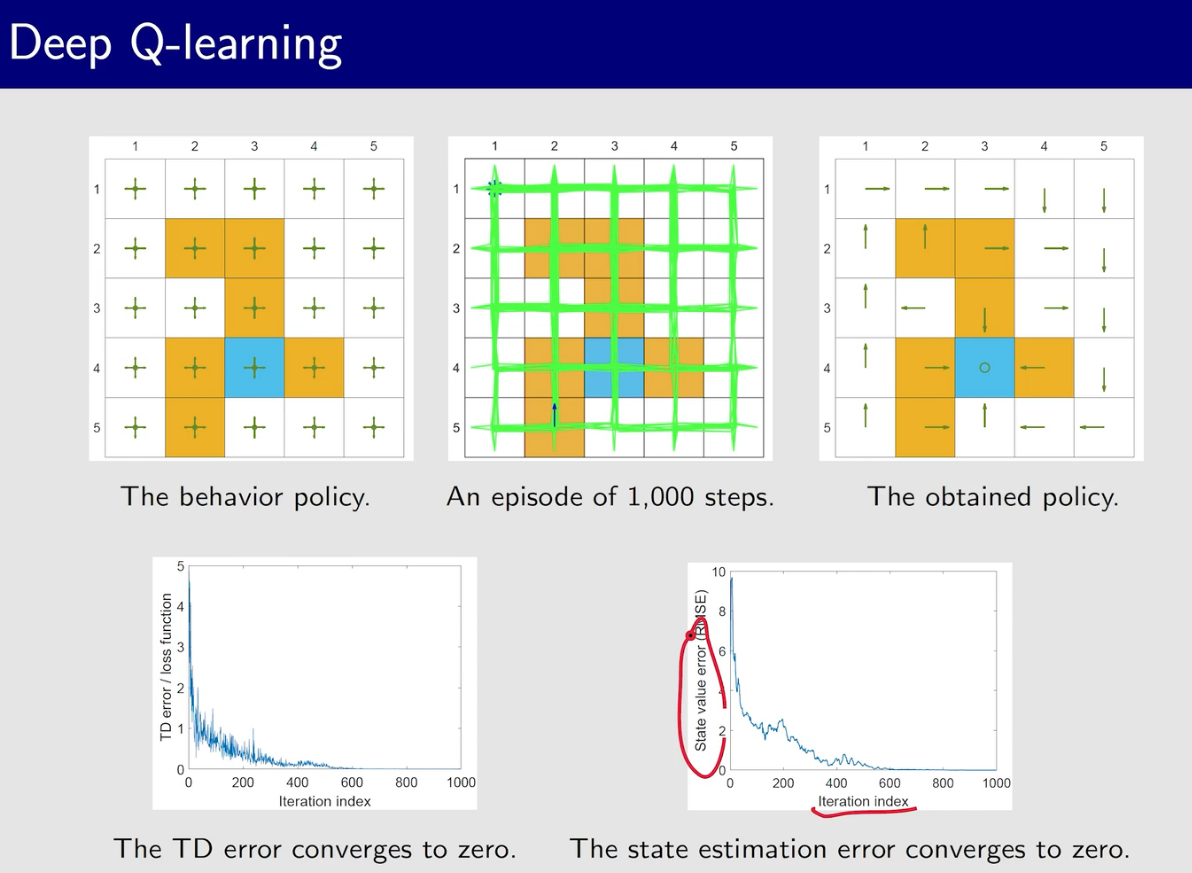 Deep Q-learning
1 2 3 4 5
1
2
3
4
5
1 2 3 4 5
1
2
3
4
5
1 2 3 4 5
1
2
3
4
5
The behavior policy.
An episode of 1,000 steps.
The obtained policy.
5
4
3
2
1
0
TD error / loss function
0 200 400 600 800 1000
Iteration index
10
8
6
4
2
0
State value error (RMSE)
0 200 400 600 800 1000
Iteration index
The TD error converges to zero.
The state estimation error converges to zero.